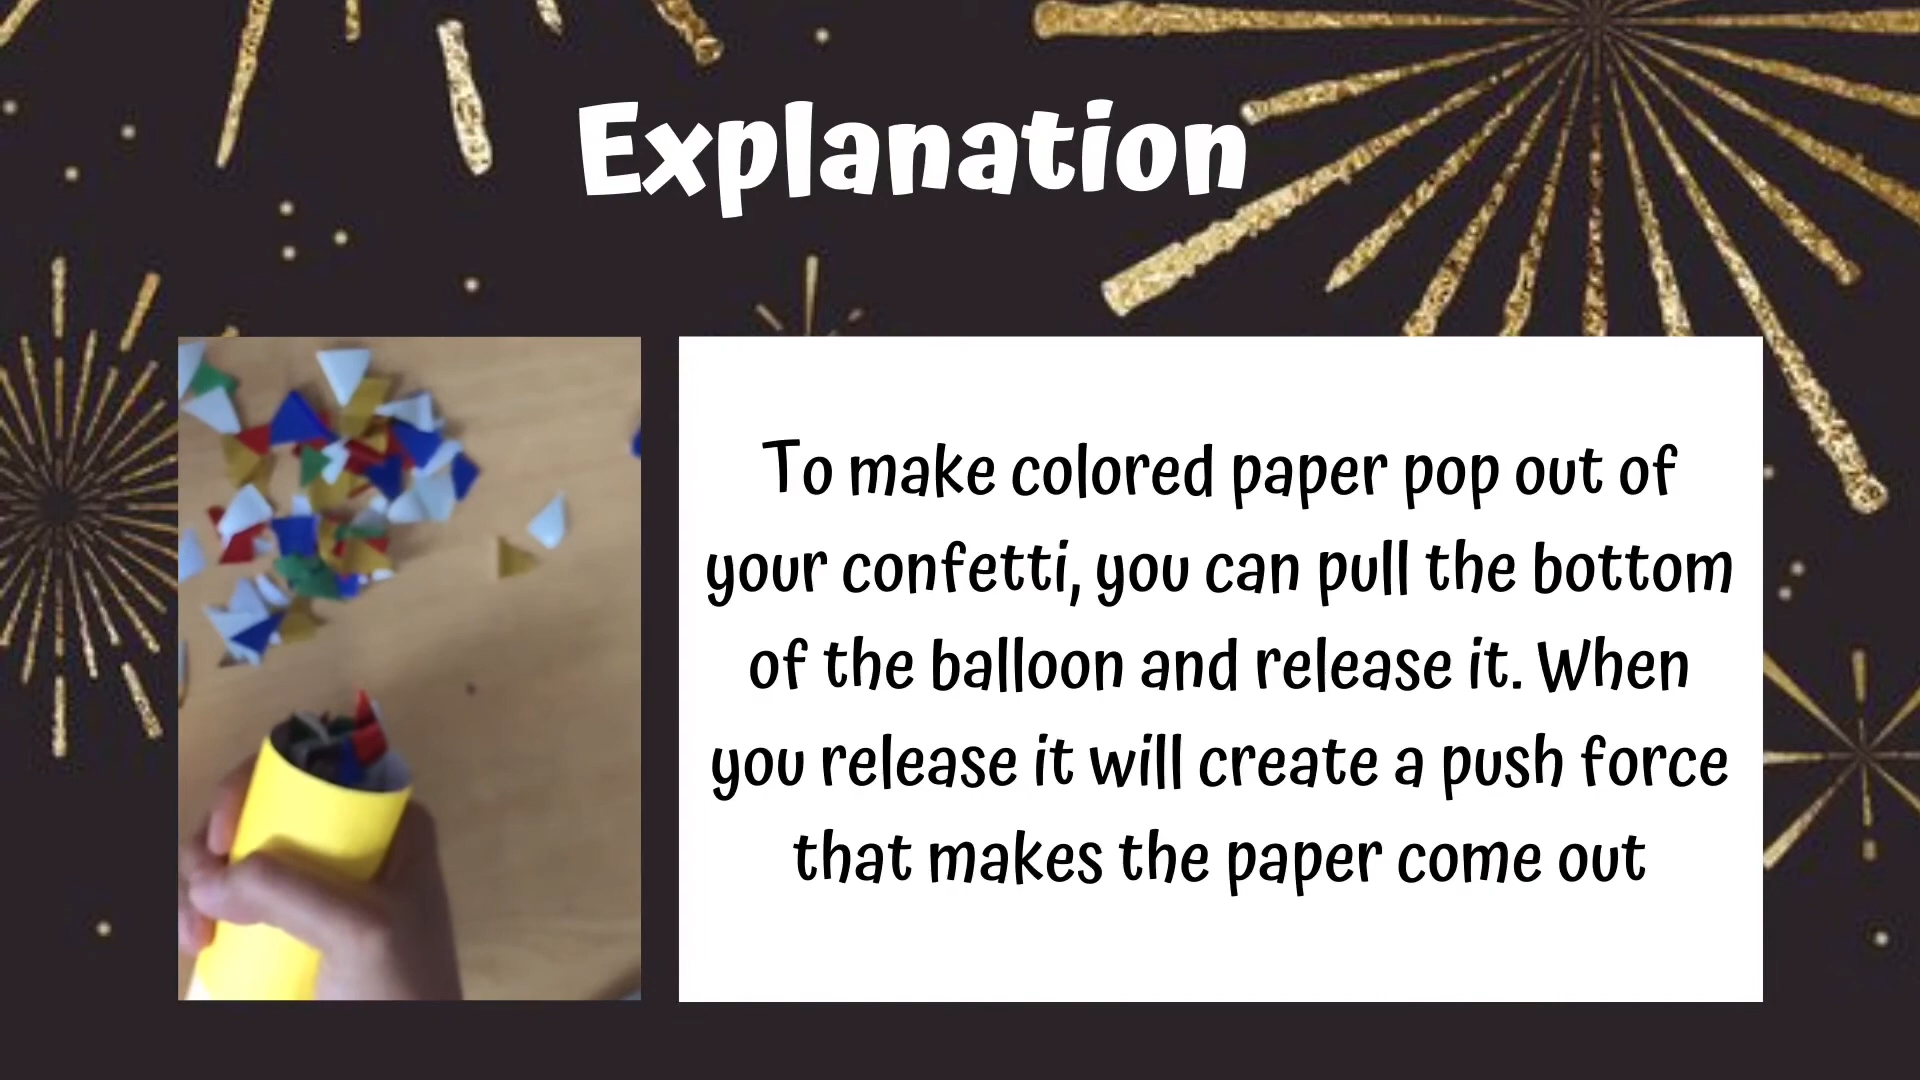 Explanation
To make colored paper pop out of
your confetti, you can pull the bottom
of the balloon and release it. When
you release it will create a push force
that makes the paper come out